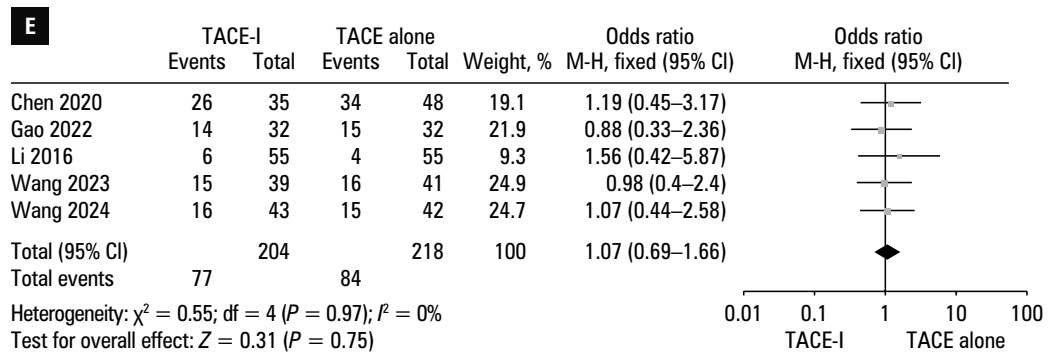 E
TACE-I TACE alone Odds ratio Odds ratio
Events Total Events Total Weight, % M-H, fixed (95% CI) M-H, fixed (95% CI)
Chen 2020 26 35 34 48 19.1 1.19 (0.45–3.17)
Gao 2022 14 32 15 32 21.9 0.88 (0.33–2.36)
Li 2016 6 55 4 55 9.3 1.56 (0.42–5.87)
Wang 2023 15 39 16 41 24.9 0.98 (0.4–2.4)
Wang 2024 16 43 15 42 24.7 1.07 (0.44–2.58)
Total (95% CI) 204 218 100 1.07 (0.69–1.66)
Total events 77 84
Heterogeneity: χ² = 0.55; df = 4 (P = 0.97); I² = 0%
0.01 0.1 1 10 100
Test for overall effect: Z = 0.31 (P = 0.75)
TACE-I TACE alone